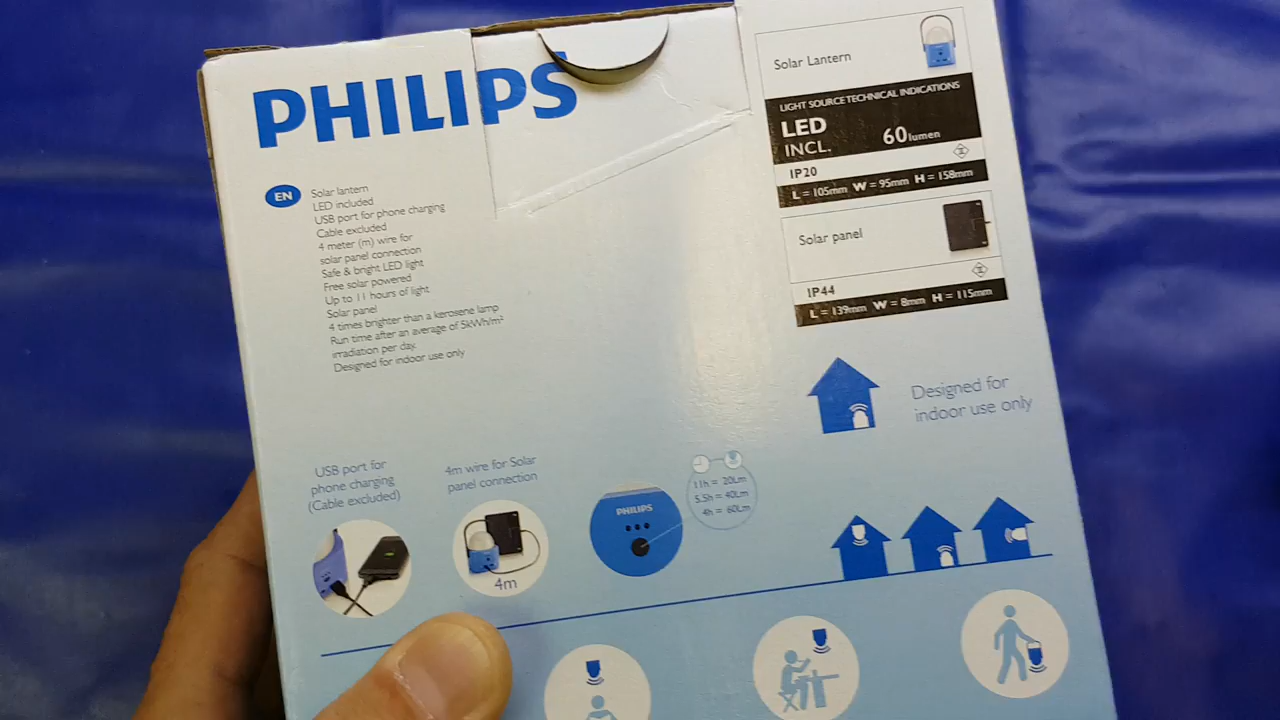 PHILIPS
EN
Solar lantern
LED included
USB port for phone charging
Cable excluded
4 meter (m) wire for
solar panel connection
Safe & bright LED light
Free solar powered
Up to 11 hours of light
Solar panel
4 times brighter than a kerosene lamp
Run time after an average of 5kWh/m²
irradiation per day.
Designed for indoor use only
Solar Lantern
LIGHT SOURCE TECHNICAL INDICATIONS
LED
INCL.
60 lumen
IP20
L = 105mm W = 95mm H = 158mm
Solar panel
IP44
L = 139mm W = 8mm H = 115mm
Designed for
indoor use only
USB port for
phone charging
(Cable excluded)
4m wire for Solar
panel connection
4m
PHILIPS
11h = 20Lm
5.5h = 40Lm
4h = 60Lm